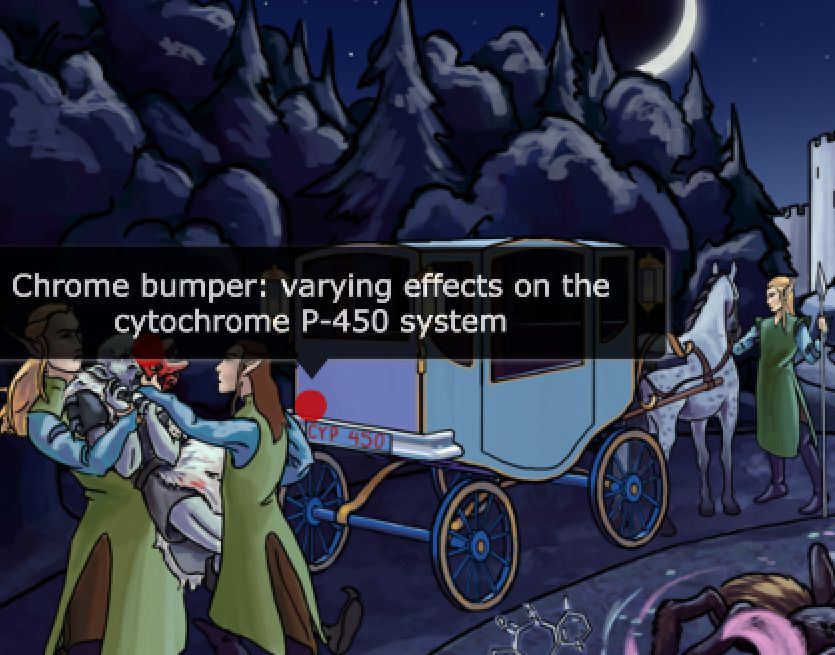 Chrome bumper: varying effects on the
cytochrome P-450 system
CYP 450